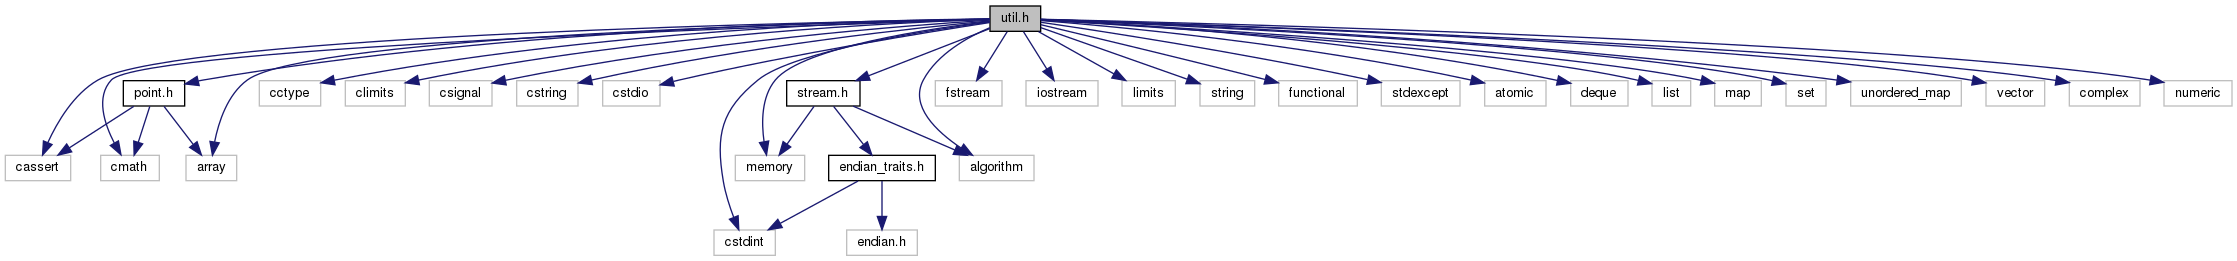 util.h
point.h
cctype
climits
csignal
cstring
cstdio
stream.h
fstream
iostream
limits
string
functional
stdexcept
atomic
deque
list
map
set
unordered_map
vector
complex
numeric
cassert
cmath
array
memory
endian_traits.h
algorithm
cstdint
endian.h